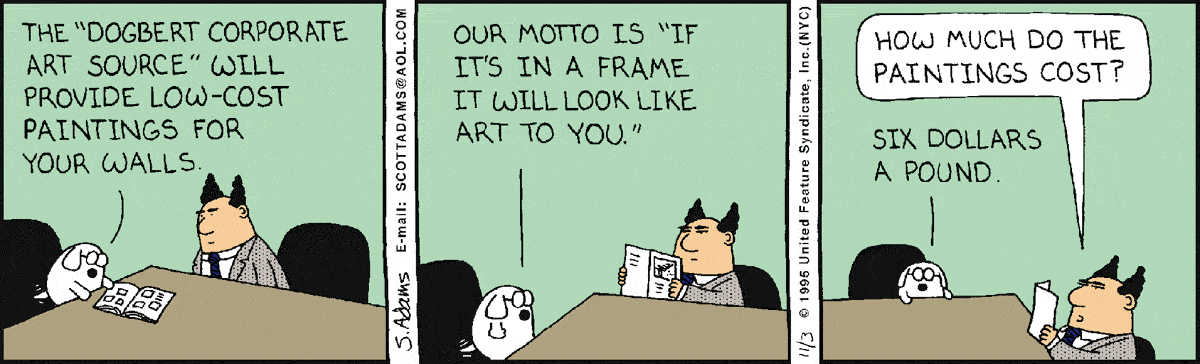 THE "DOGBERT CORPORATE
ART SOURCE" WILL
PROVIDE LOW-COST
PAINTINGS FOR
YOUR WALLS.
S. Adams E-mail: SCOTTADAMS@AOL.COM
OUR MOTTO IS "IF
IT'S IN A FRAME
IT WILL LOOK LIKE
ART TO YOU."
11/3 © 1995 United Feature Syndicate, Inc.(NYC)
HOW MUCH DO THE
PAINTINGS COST?
SIX DOLLARS
A POUND.